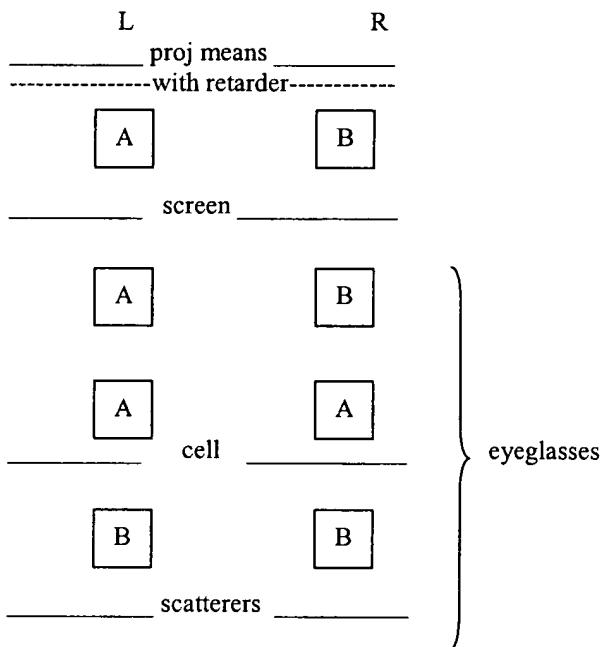 L R
proj means
with retarder
A B
screen
A B
A A
cell
eyeglasses
B B
scatterers